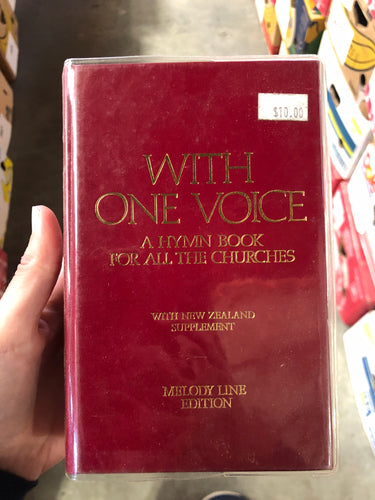 $10.00
WITH
ONE VOICE
A HYMN BOOK
FOR ALL THE CHURCHES
WITH NEW ZEALAND
SUPPLEMENT
MELODY LINE
EDITION